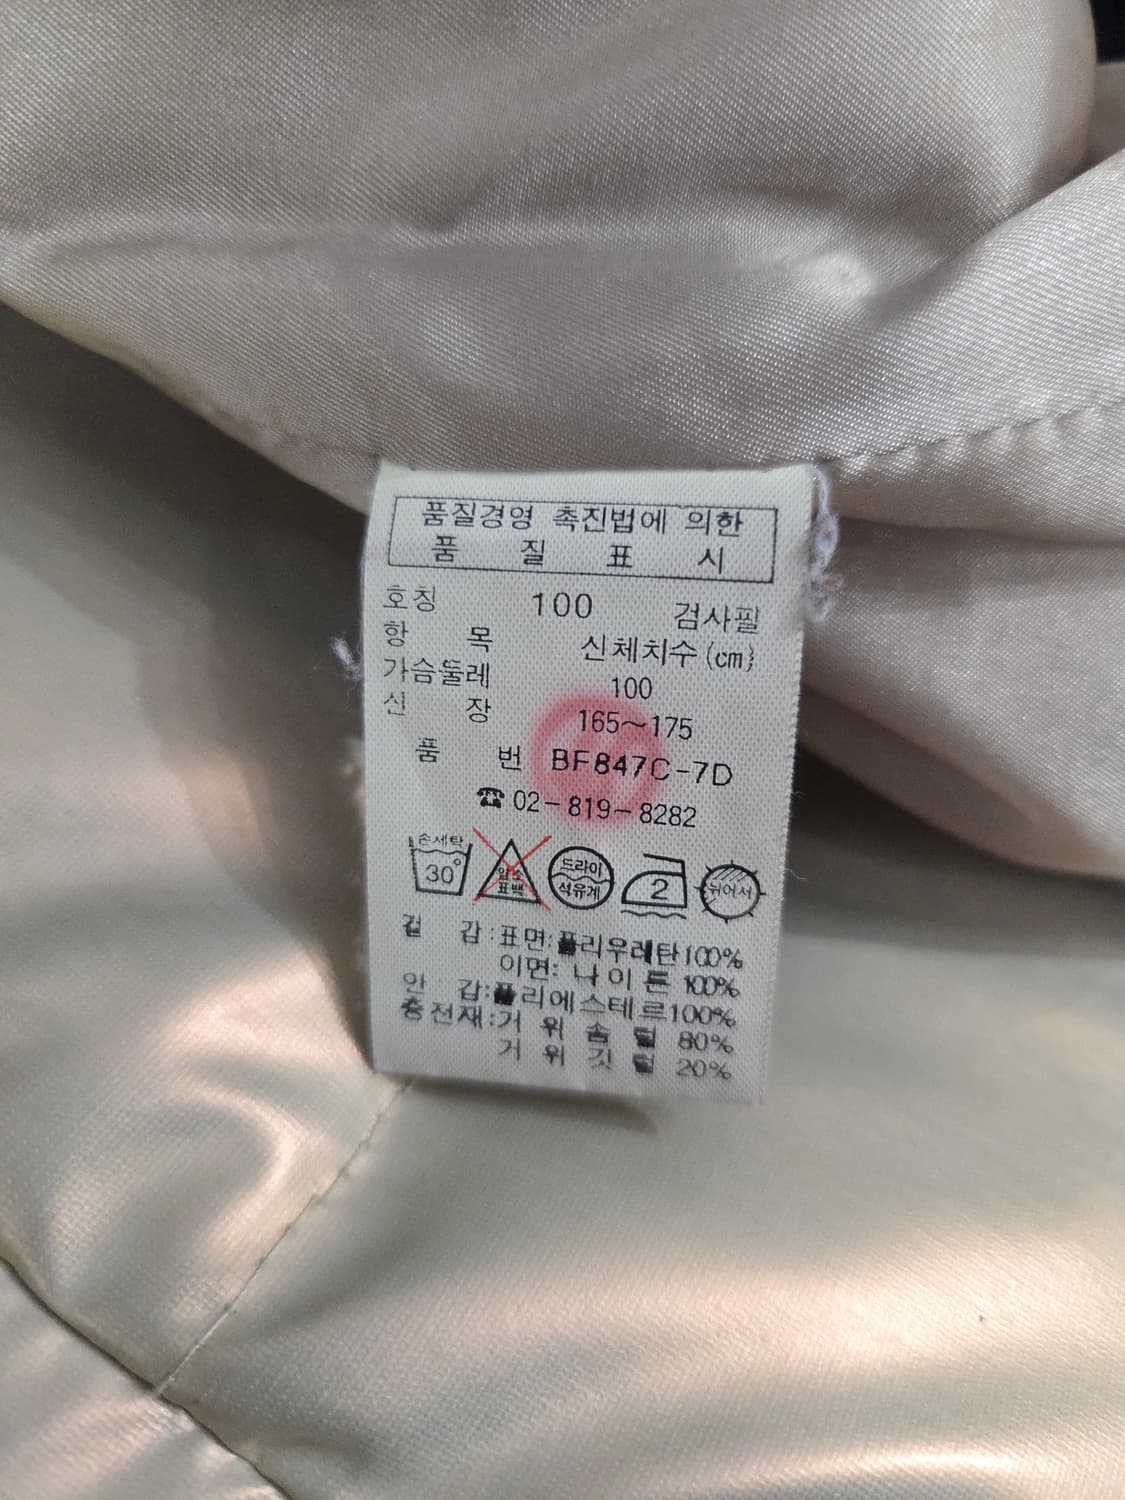 품질경영 촉진법에 의한
품 질 표 시
호칭 100 검사필
항 목 신체치수(cm)
가슴둘레 100
신 장 165~175
품 번 BF847C-7D
☎ 02-819-8282
손세탁 30° 염소 표백 드라이 석유계 2 뉘어서
겉 감:표면:폴리우레탄100%
이면: 나이론 100%
안 감:폴리에스테르100%
충전재:거위솜털 80%
거위깃털 20%